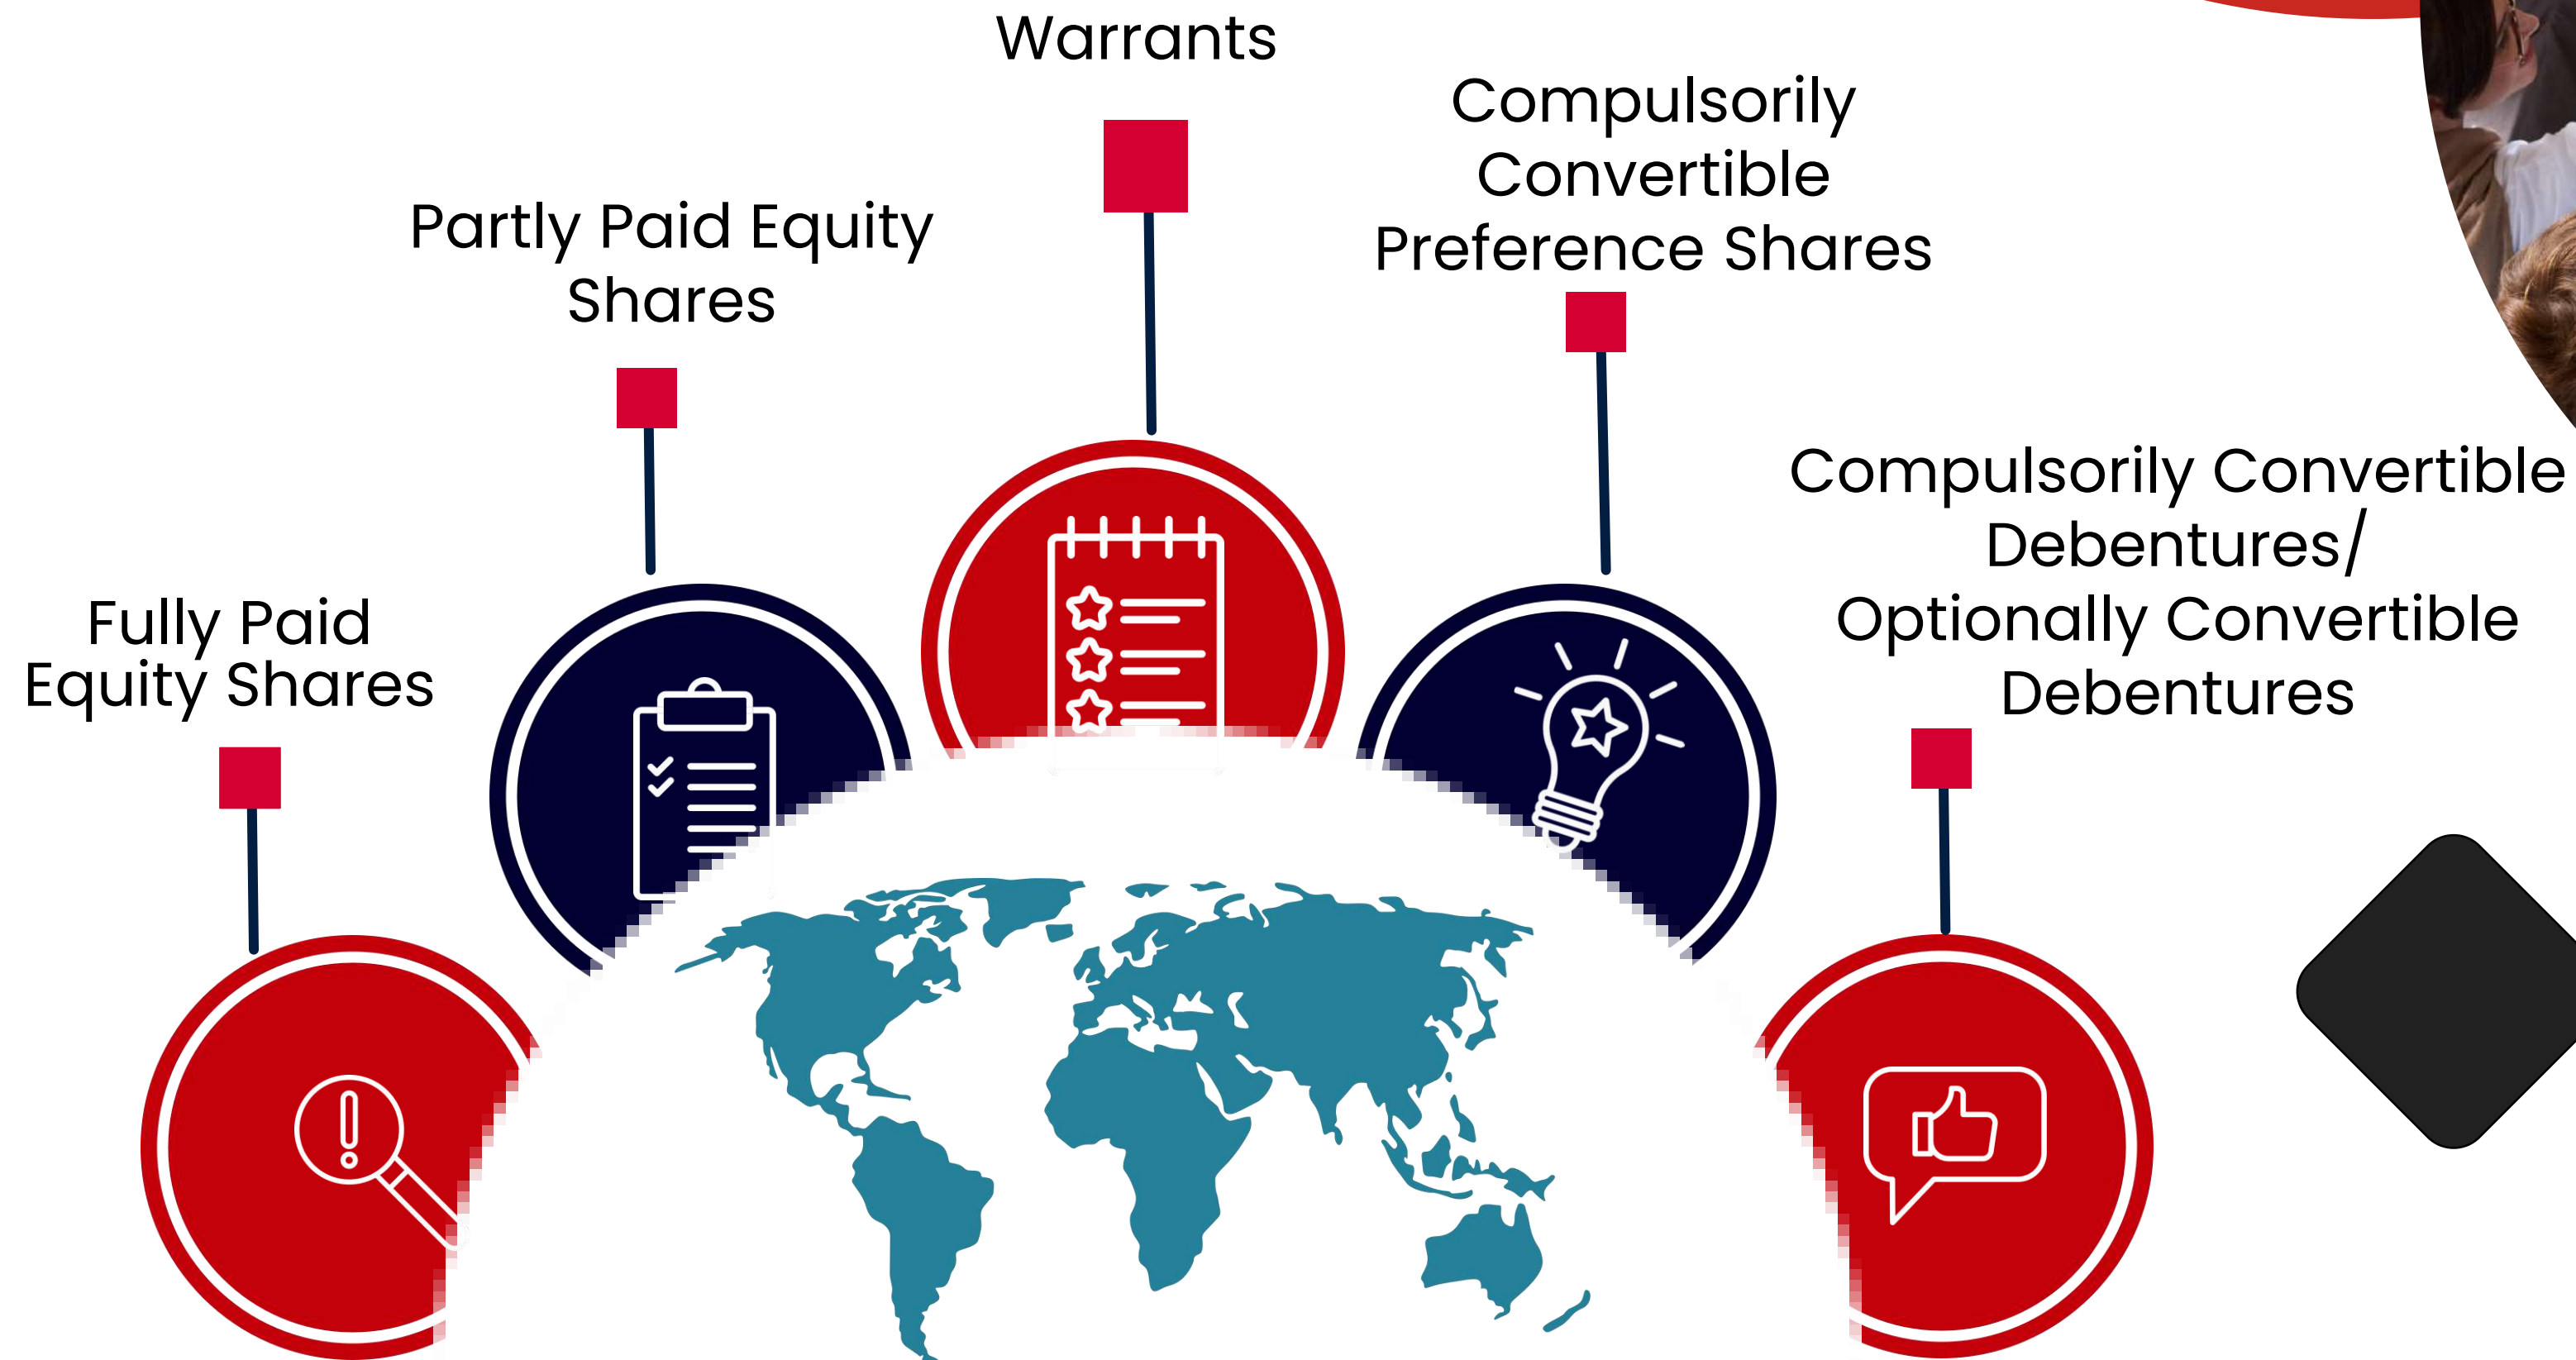 Warrants
Compulsorily
Convertible
Preference Shares
Partly Paid Equity
Shares
Compulsorily Convertible
Debentures/
Optionally Convertible
Debentures
Fully Paid
Equity Shares